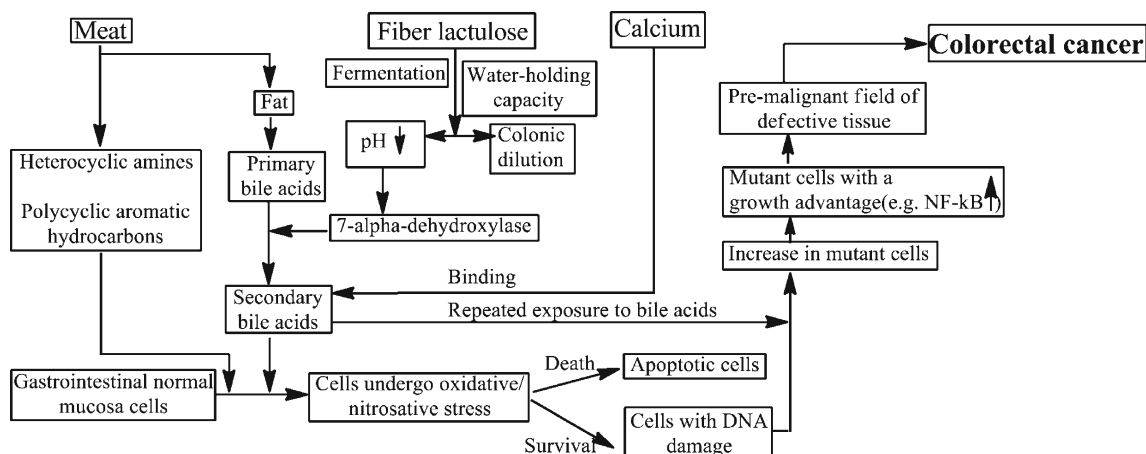 Meat
Fiber lactulose
Calcium
Colorectal cancer
Fermentation
Water-holding
capacity
Fat
pH
Colonic
dilution
Pre-malignant field of
defective tissue
Heterocyclic amines
Polycyclic aromatic
hydrocarbons
Primary
bile acids
Mutant cells with a
growth advantage(e.g. NF-kB )
7-alpha-dehydroxylase
Increase in mutant cells
Binding
Secondary
bile acids
Repeated exposure to bile acids
Gastrointestinal normal
mucosa cells
Cells undergo oxidative/
nitrosative stress
Death
Apoptotic cells
Survival
Cells with DNA
damage